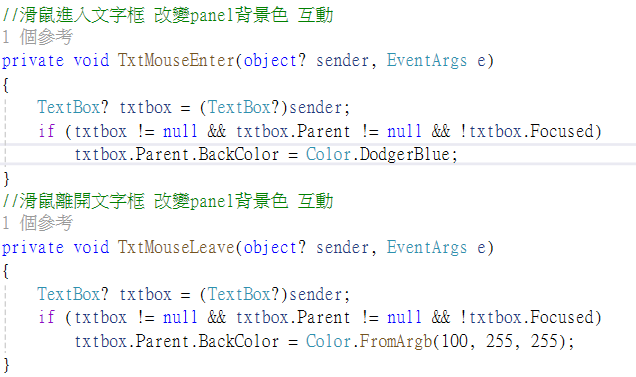 //滑鼠進入文字框 改變panel背景色 互動
1 個參考
private void TxtMouseEnter(object? sender, EventArgs e)
{
    TextBox? txtbox = (TextBox?)sender;
    if (txtbox != null && txtbox.Parent != null && !txtbox.Focused)
        txtbox.Parent.BackColor = Color.DodgerBlue;
}
//滑鼠離開文字框 改變panel背景色 互動
1 個參考
private void TxtMouseLeave(object? sender, EventArgs e)
{
    TextBox? txtbox = (TextBox?)sender;
    if (txtbox != null && txtbox.Parent != null && !txtbox.Focused)
        txtbox.Parent.BackColor = Color.FromArgb(100, 255, 255);
}